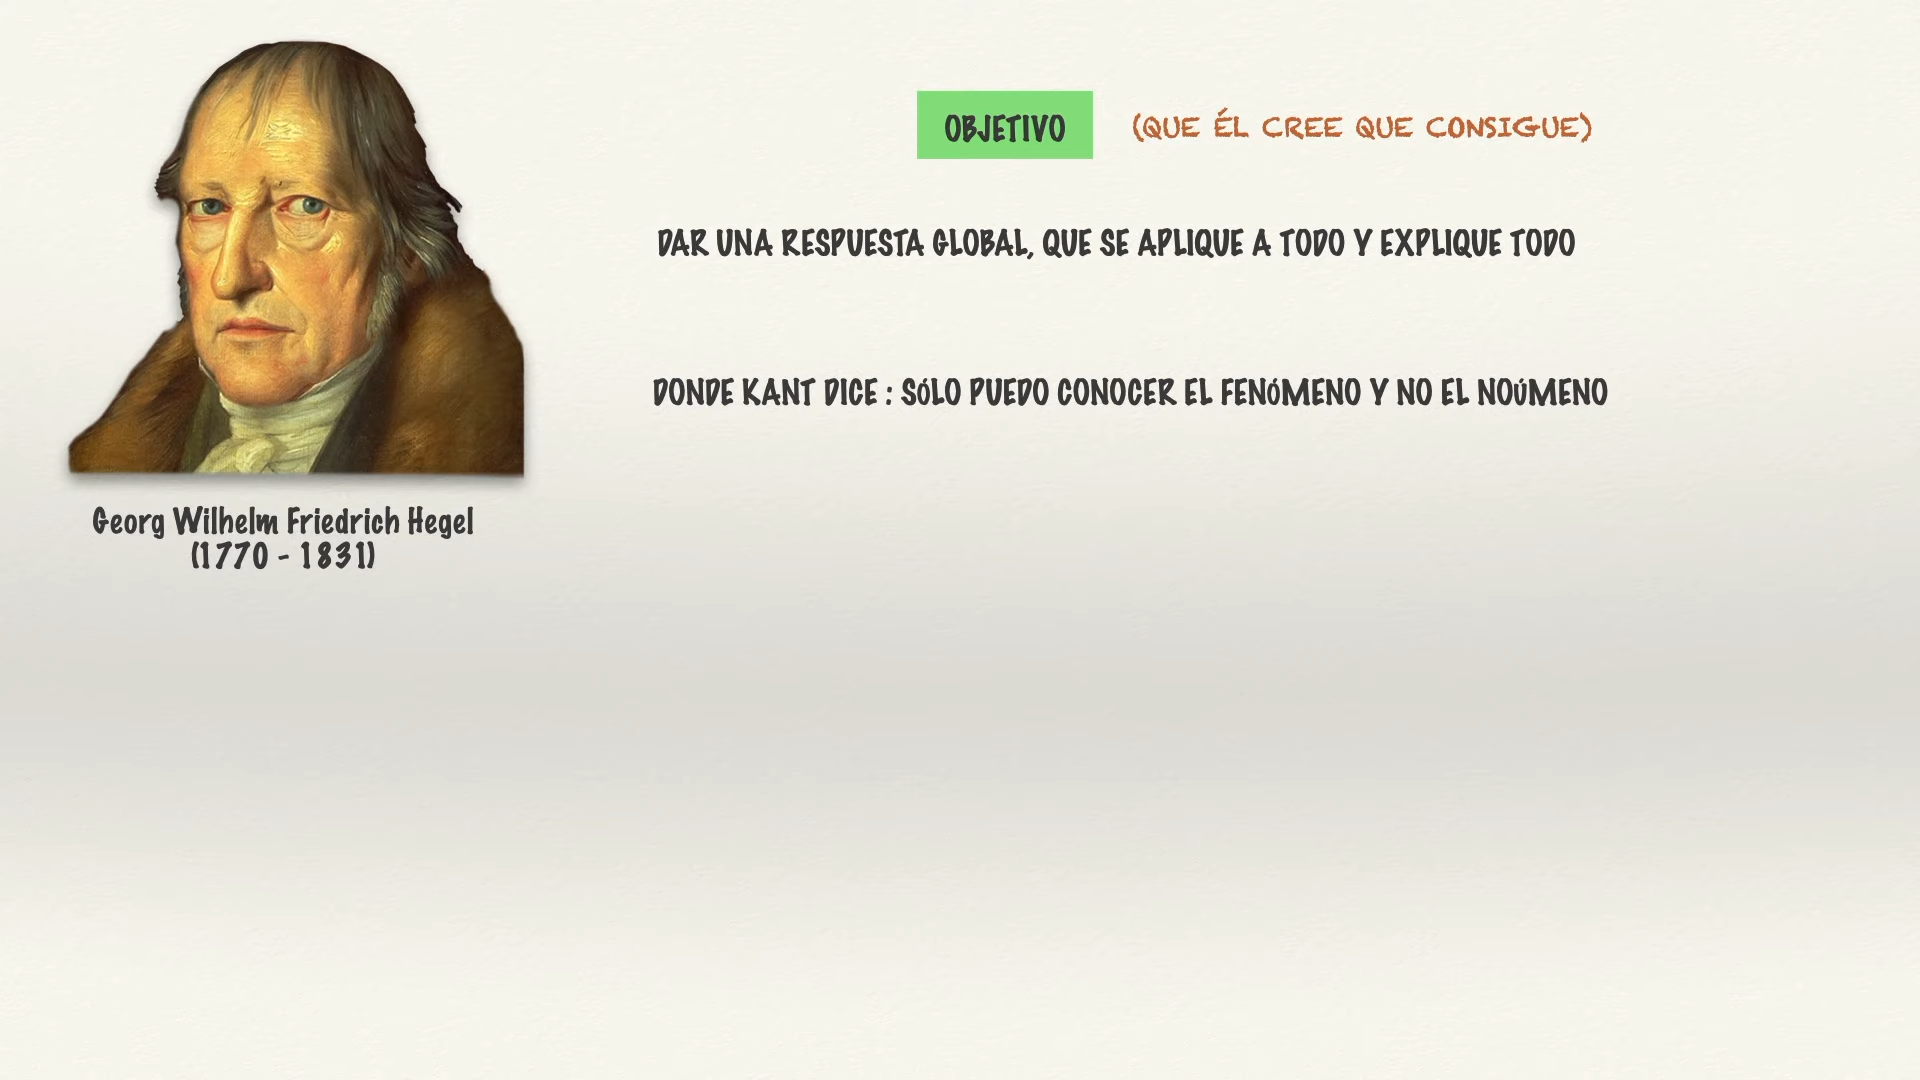 OBJETIVO (QUE ÉL CREE QUE CONSIGUE)
DAR UNA RESPUESTA GLOBAL, QUE SE APLIQUE A TODO Y EXPLIQUE TODO
DONDE KANT DICE : SÓLO PUEDO CONOCER EL FENÓMENO Y NO EL NOÚMENO
Georg Wilhelm Friedrich Hegel
(1770 - 1831)